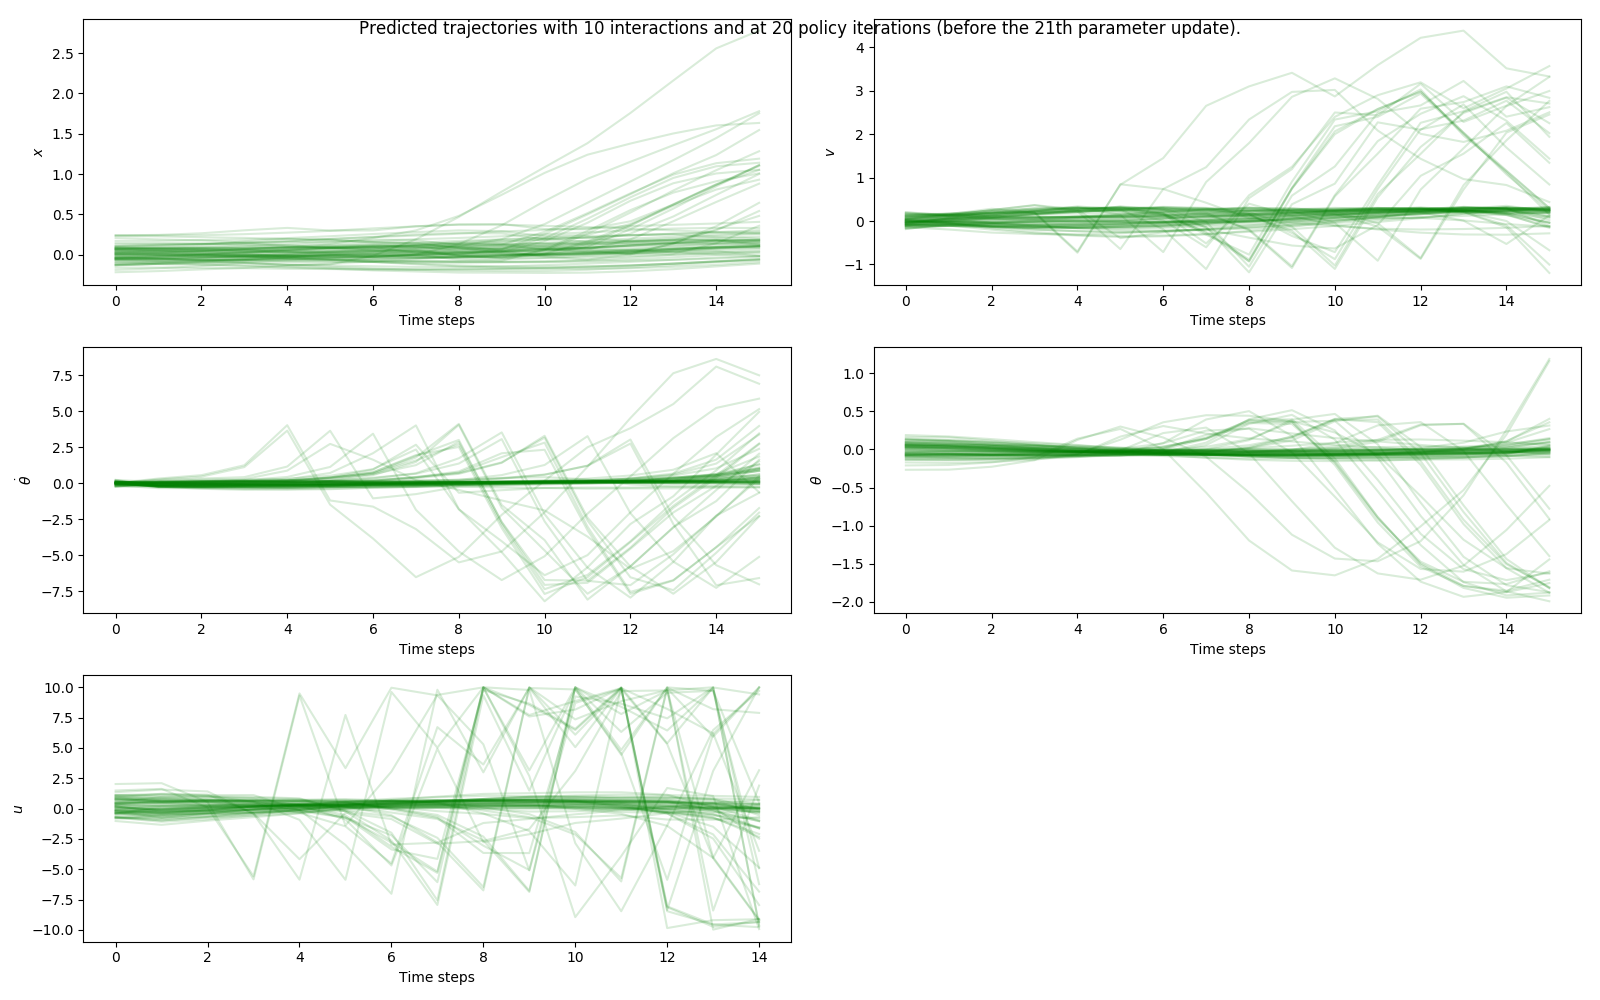 Predicted trajectories with 10 interactions and at 20 policy iterations (before the 21th parameter update).
x
2.5
2.0
1.5
1.0
0.5
0.0
0 2 4 6 8 10 12 14
Time steps
v
4
3
2
1
0
−1
0 2 4 6 8 10 12 14
Time steps
θ̇
7.5
5.0
2.5
0.0
−2.5
−5.0
−7.5
0 2 4 6 8 10 12 14
Time steps
θ
1.0
0.5
0.0
−0.5
−1.0
−1.5
−2.0
0 2 4 6 8 10 12 14
Time steps
u
10.0
7.5
5.0
2.5
0.0
−2.5
−5.0
−7.5
−10.0
0 2 4 6 8 10 12 14
Time steps